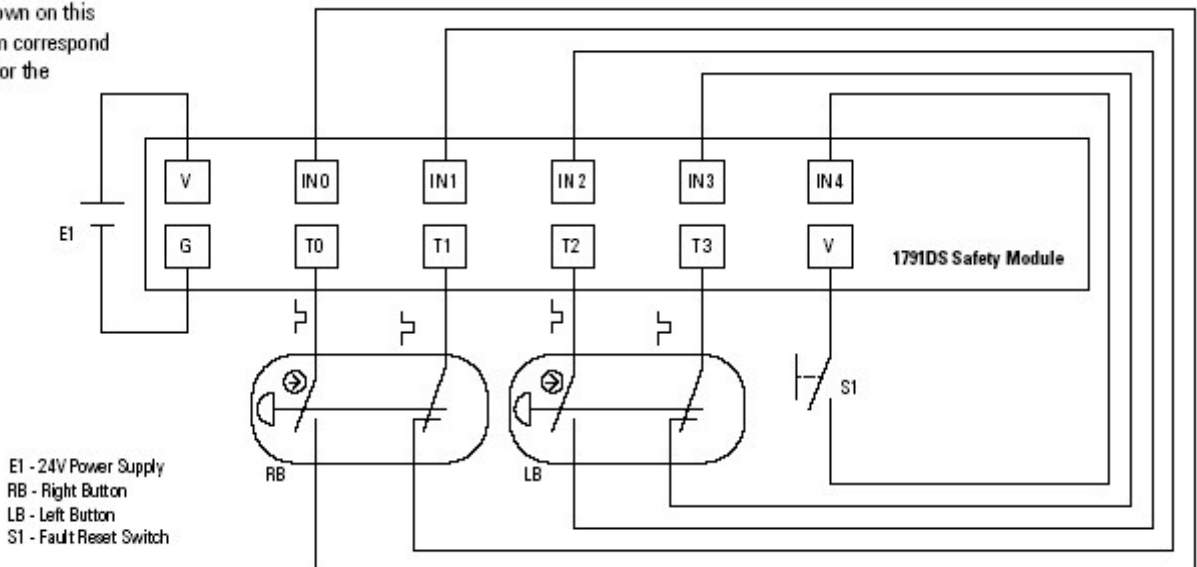 own on this
n correspond
or the
V IN0 IN1 IN2 IN3 IN4
E1 G T0 T1 T2 T3 V 1791DS Safety Module
S1
RB LB
E1 - 24V Power Supply
RB - Right Button
LB - Left Button
S1 - Fault Reset Switch